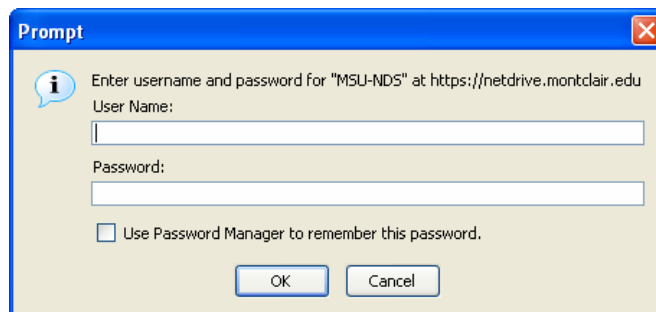 Prompt
Enter username and password for "MSU-NDS" at https://netdrive.montclair.edu
User Name:
Password:
Use Password Manager to remember this password.
OK Cancel